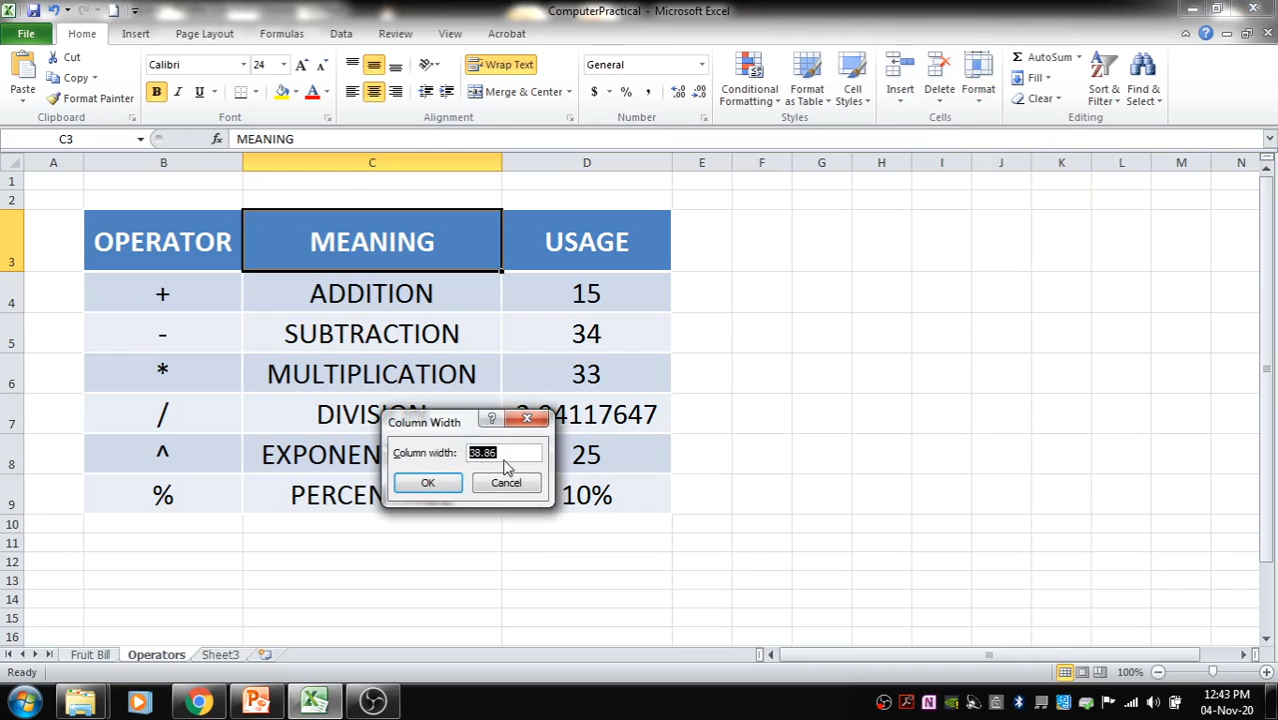 ComputerPractical - Microsoft Excel
File Home Insert Page Layout Formulas Data Review View Acrobat
Cut
Copy
Format Painter
Paste
Clipboard
Calibri 24
B I U
Font
Wrap Text
Merge & Center
Alignment
General
$ % ,
Number
Conditional Formatting
Format as Table
Cell Styles
Styles
Insert Delete Format
Cells
AutoSum
Fill
Clear
Sort & Filter
Find & Select
Editing
C3 fx MEANING
A B C D E F G H I J K L M N
1
2
3 OPERATOR MEANING USAGE
4 + ADDITION 15
5 - SUBTRACTION 34
6 * MULTIPLICATION 33
7 / 04117647
8 ^ 25
9 % 10%
10
11
12
13
14
15
16
Column Width
Column width: 38.86
OK Cancel
Fruit Bill Operators Sheet3
Ready 100%
12:43 PM
04-Nov-20